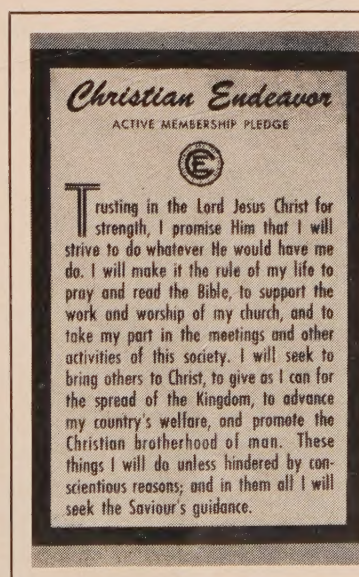 Christian Endeavor
ACTIVE MEMBERSHIP PLEDGE
CE
Trusting in the Lord Jesus Christ for
strength, I promise Him that I will
strive to do whatever He would have me
do. I will make it the rule of my life to
pray and read the Bible, to support the
work and worship of my church, and to
take my part in the meetings and other
activities of this society. I will seek to
bring others to Christ, to give as I can for
the spread of the Kingdom, to advance
my country's welfare, and promote the
Christian brotherhood of man. These
things I will do unless hindered by con-
scientious reasons; and in them all I will
seek the Saviour's guidance.